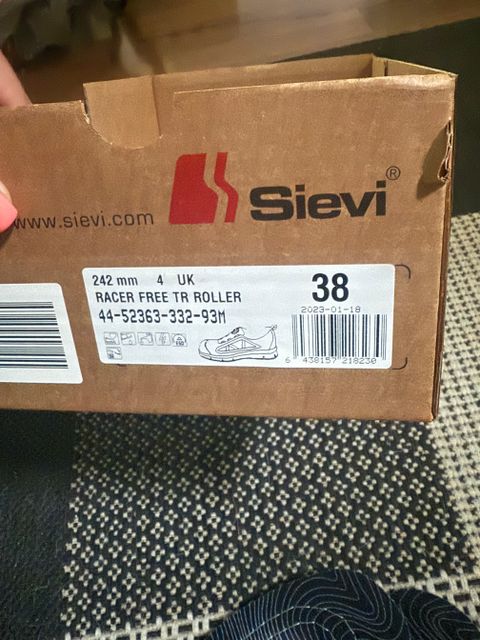 Sievi®
www.sievi.com
242 mm 4 UK
RACER FREE TR ROLLER
44-52363-332-93M
38
2023-01-18
6 438157 218230